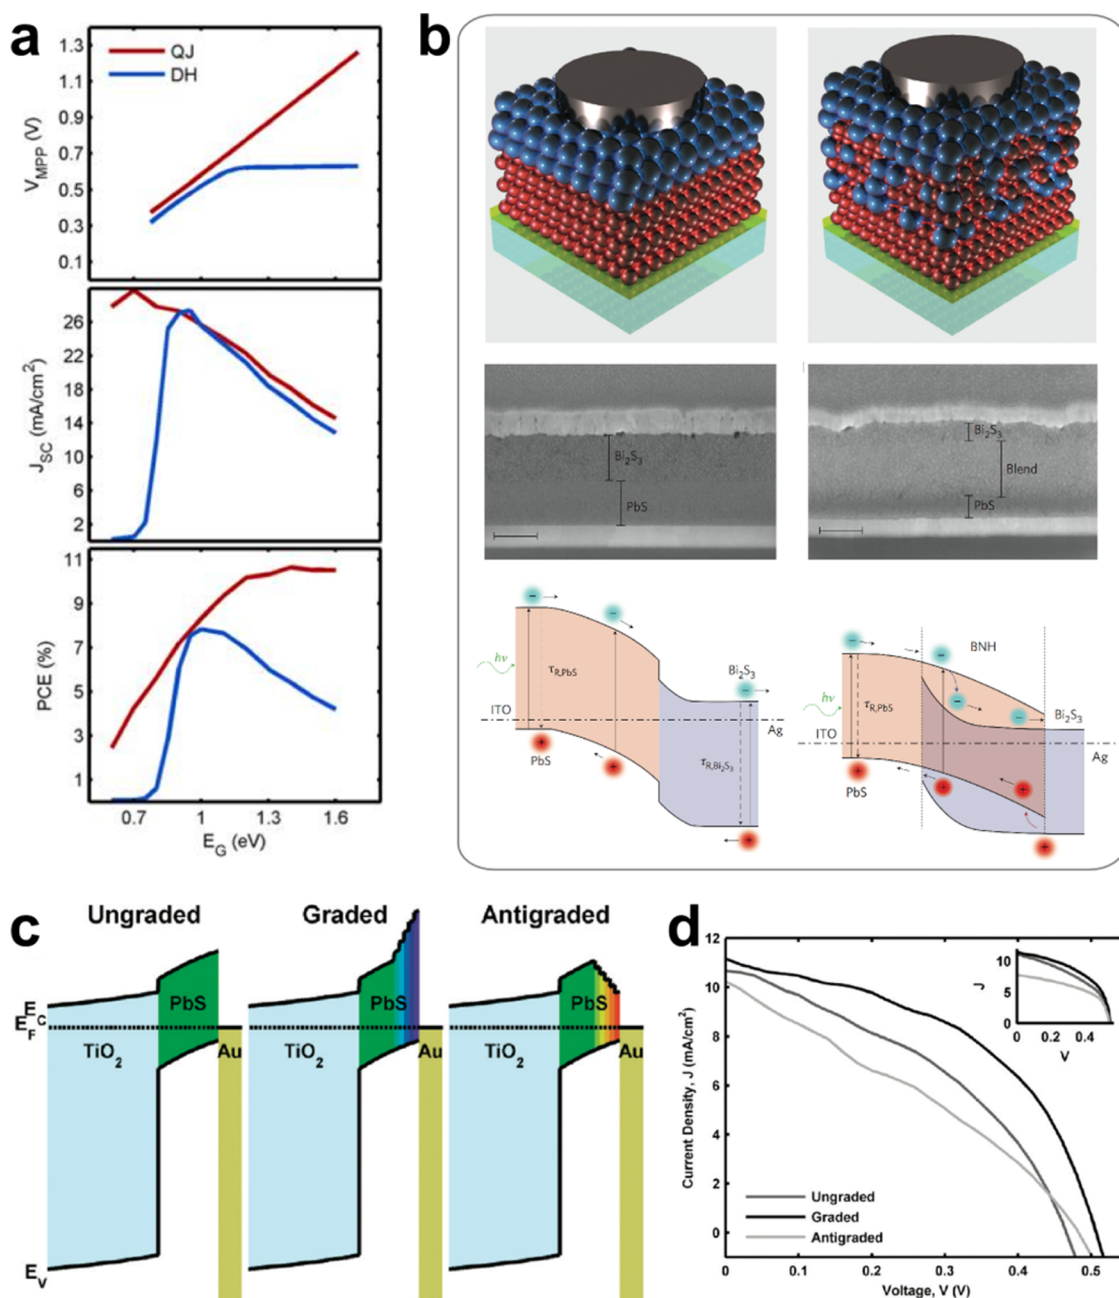 a
QJ
DH
V_MPP (V)
1.3
1.1
0.9
0.7
0.5
0.3
0.1
J_SC (mA/cm²)
26
22
18
14
10
6
2
PCE (%)
11
9
7
5
3
1
0.7
1
1.3
1.6
E_G (eV)
b
Bi₂S₃
PbS
Bi₂S₃
Blend
PbS
−
−
hν
τ_R,PbS
ITO
+
PbS
+
Bi₂S₃
−
Ag
τ_R,Bi₂S₃
+
−
−
BNH
hν
τ_R,PbS
−
−
Bi₂S₃
ITO
Ag
+
PbS
+
+
+
c
Ungraded
Graded
Antigraded
E_C
E_F
E_V
PbS
TiO₂
Au
PbS
TiO₂
Au
PbS
TiO₂
Au
d
Current Density, J (mA/cm²)
12
10
8
6
4
2
0
Ungraded
Graded
Antigraded
0
0.1
0.2
0.3
0.4
0.5
Voltage, V (V)
J
10
5
0
0
0.2
0.4
V